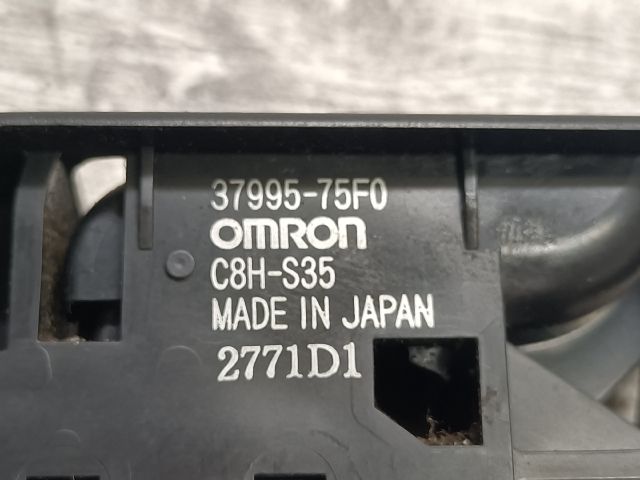 37995-75F0
OMRON
C8H-S35
MADE IN JAPAN
2771D1